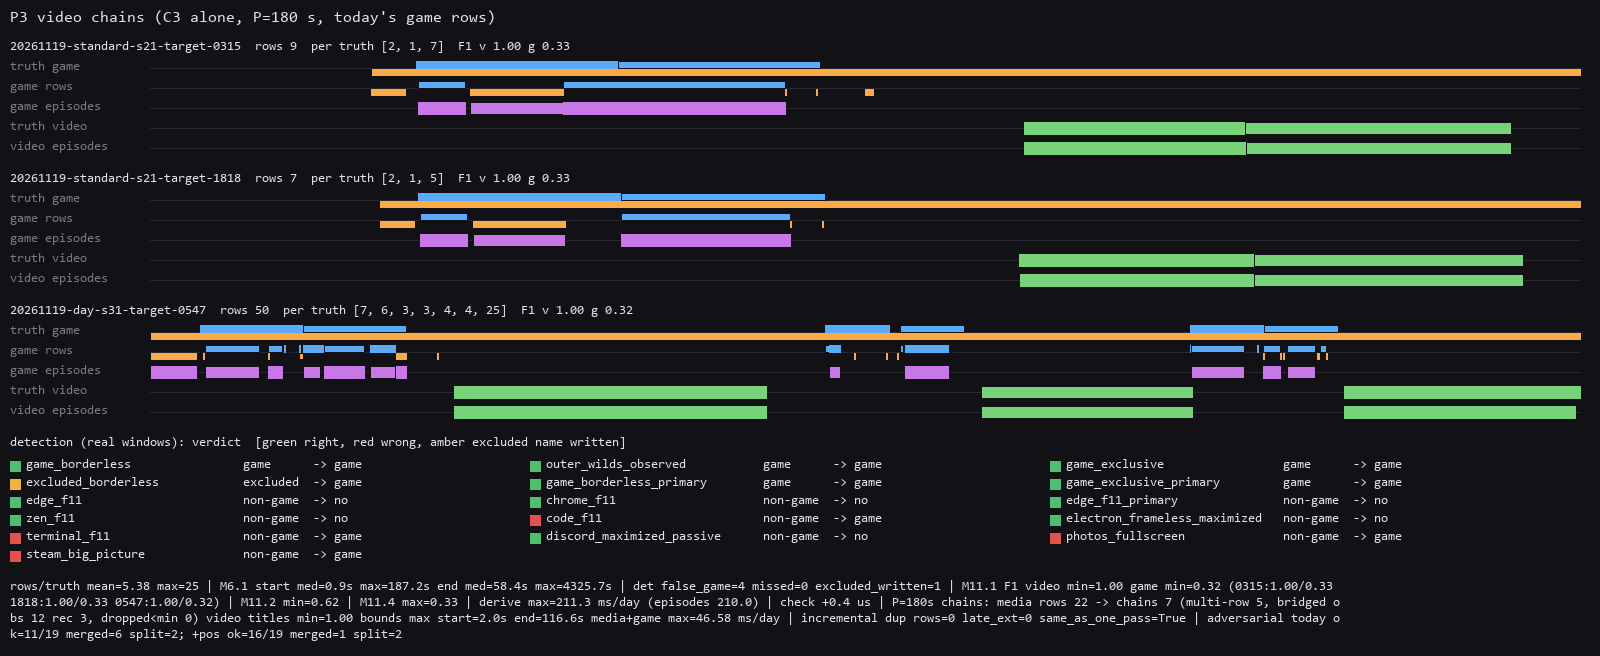 P3 video chains (C3 alone, P=180 s, today's game rows)
20261119-standard-s21-target-0315  rows 9  per truth [2, 1, 7]  F1 v 1.00 g 0.33
truth game
game rows
game episodes
truth video
video episodes
20261119-standard-s21-target-1818  rows 7  per truth [2, 1, 5]  F1 v 1.00 g 0.33
truth game
game rows
game episodes
truth video
video episodes
20261119-day-s31-target-0547  rows 50  per truth [7, 6, 3, 3, 4, 4, 25]  F1 v 1.00 g 0.32
truth game
game rows
game episodes
truth video
video episodes
detection (real windows): verdict  [green right, red wrong, amber excluded name written]
game_borderless game -> game outer_wilds_observed game -> game game_exclusive game -> game
excluded_borderless excluded -> game game_borderless_primary game -> game game_exclusive_primary game -> game
edge_f11 non-game -> no chrome_f11 non-game -> no edge_f11_primary non-game -> no
zen_f11 non-game -> no code_f11 non-game -> game electron_frameless_maximized non-game -> no
terminal_f11 non-game -> game discord_maximized_passive non-game -> no photos_fullscreen non-game -> game
steam_big_picture non-game -> game
rows/truth mean=5.38 max=25 | M6.1 start med=0.9s max=187.2s end med=58.4s max=4325.7s | det false_game=4 missed=0 excluded_written=1 | M11.1 F1 video min=1.00 game min=0.32 (0315:1.00/0.33
1818:1.00/0.33 0547:1.00/0.32) | M11.2 min=0.62 | M11.4 max=0.33 | derive max=211.3 ms/day (episodes 210.0) | check +0.4 us | P=180s chains: media rows 22 -> chains 7 (multi-row 5, bridged o
bs 12 rec 3, dropped(min 0) video titles min=1.00 bounds max start=2.0s end=116.6s media+game max=46.58 ms/day | incremental dup rows=0 late_ext=0 same_as_one_pass=True | adversarial today o
k=11/19 merged=6 split=2; +pos ok=16/19 merged=1 split=2